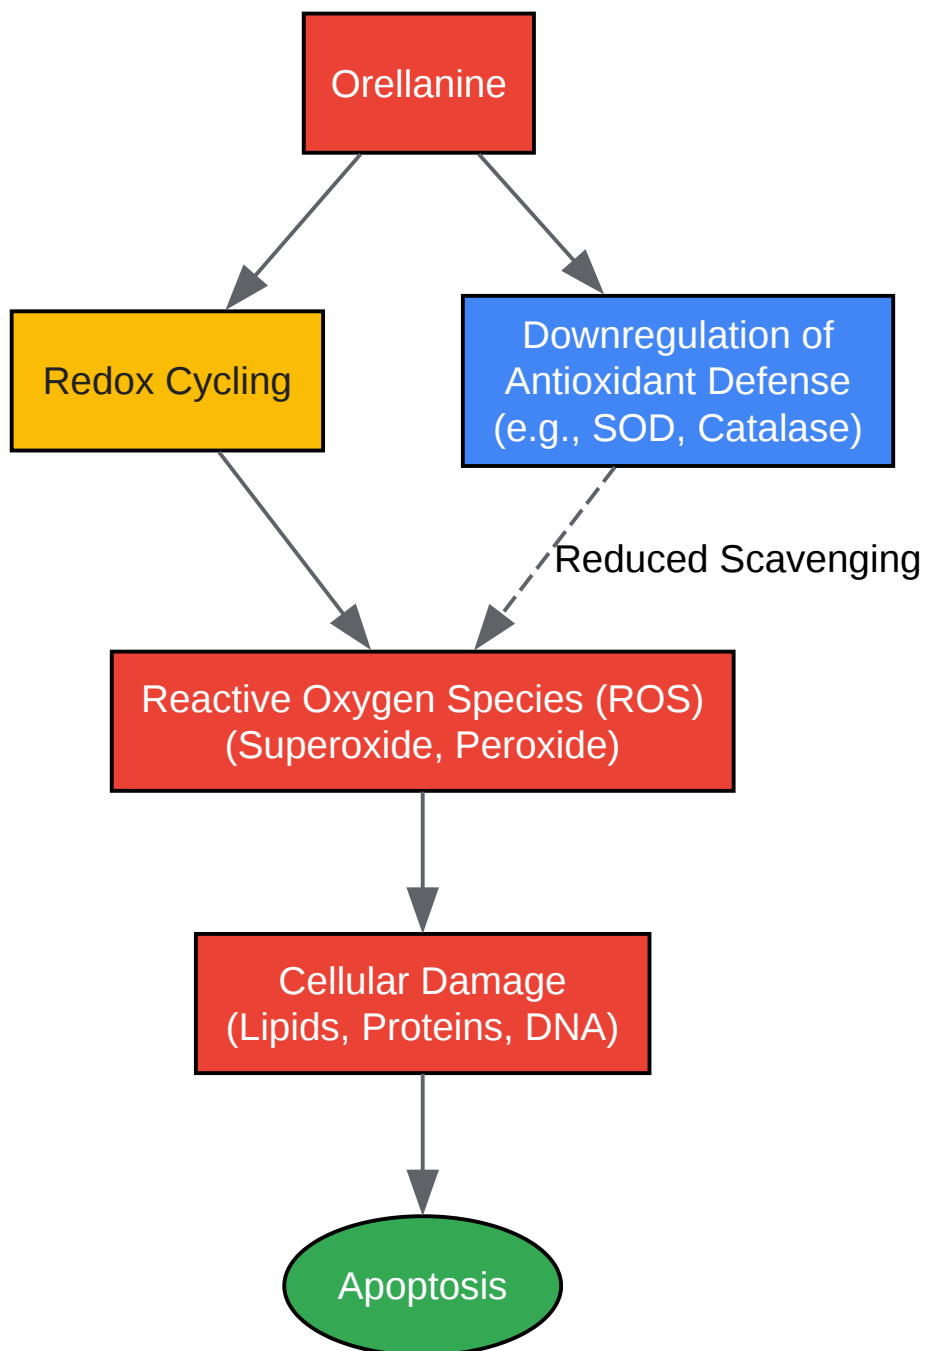 Orellanine
Redox Cycling
Downregulation of
Antioxidant Defense
(e.g., SOD, Catalase)
Reduced Scavenging
Reactive Oxygen Species (ROS)
(Superoxide, Peroxide)
Cellular Damage
(Lipids, Proteins, DNA)
Apoptosis